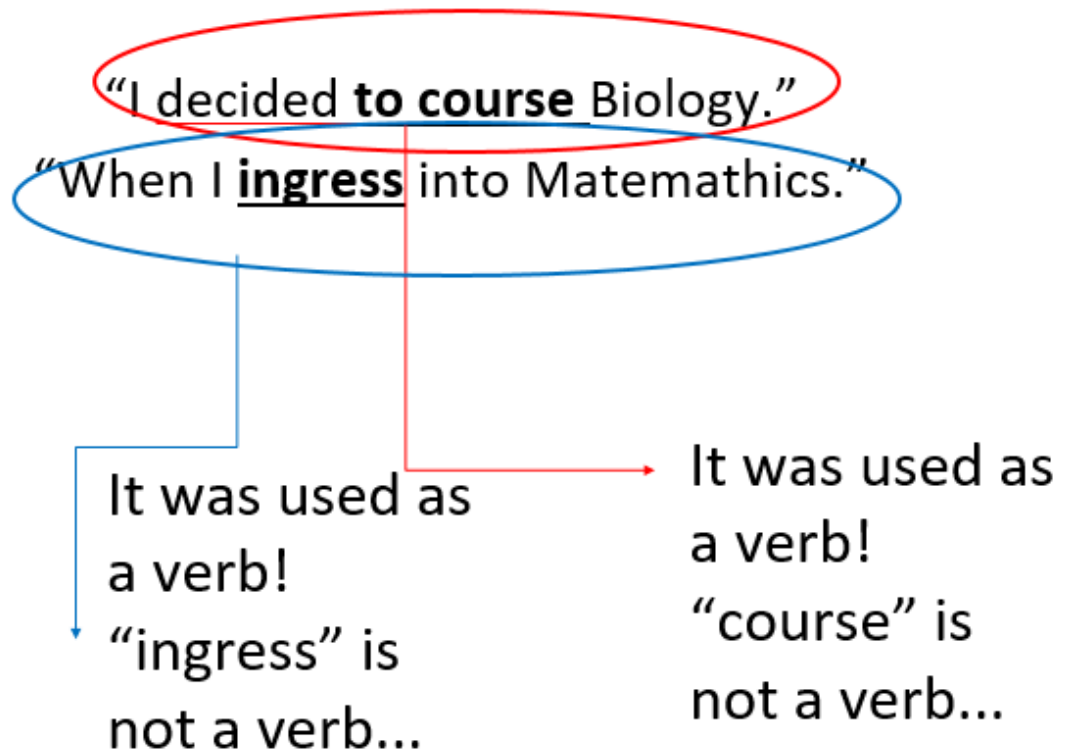 “I decided to course Biology.”
“When I ingress into Matemathics.”
It was used as
a verb!
“ingress” is
not a verb...
It was used as
a verb!
“course” is
not a verb...